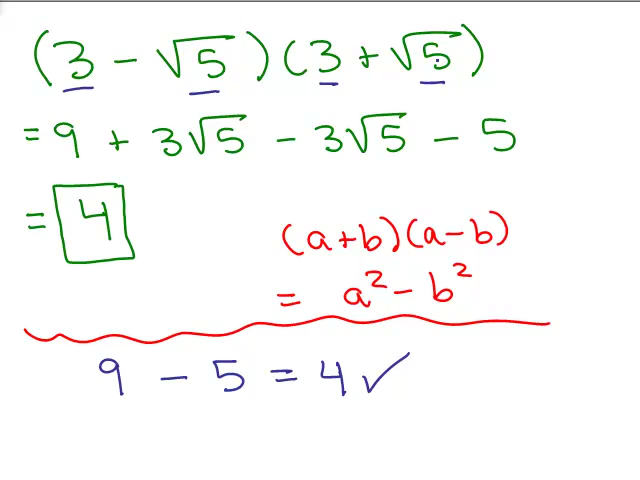 (3 - √5)(3 + √5)
= 9 + 3√5 - 3√5 - 5
= 4
(a+b)(a-b)
= a² - b²
9 - 5 = 4 ✓